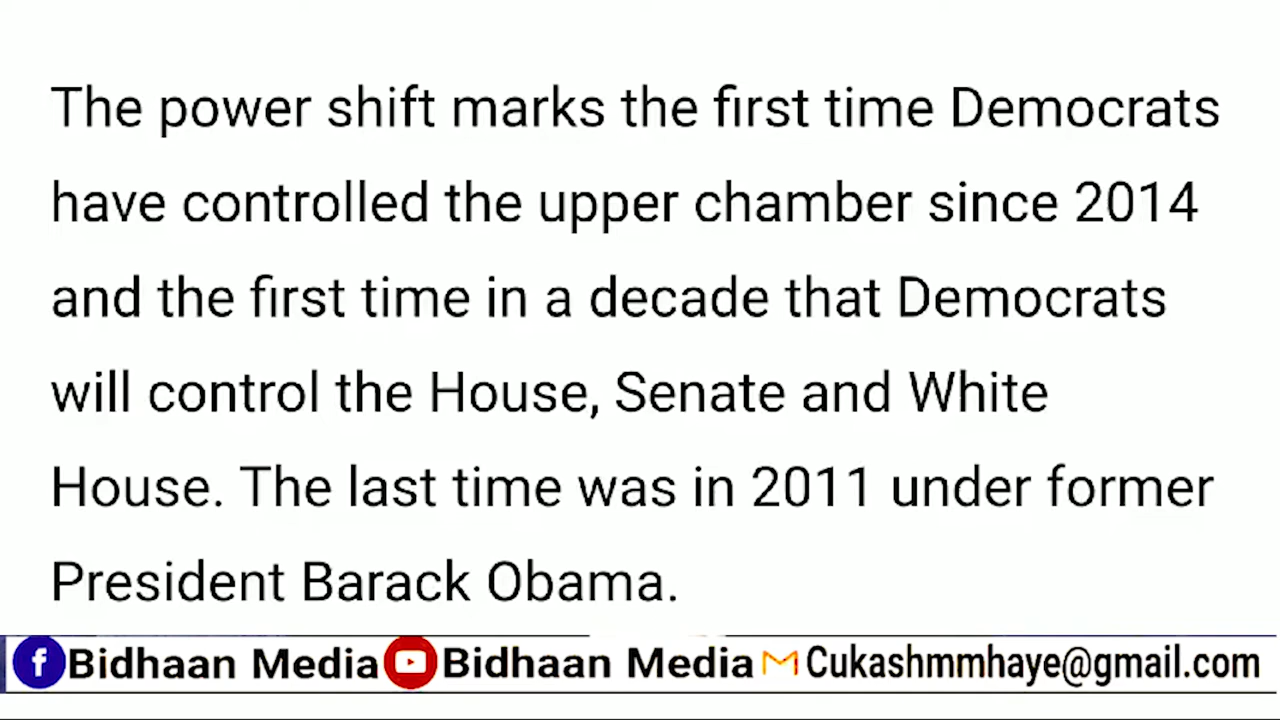 The power shift marks the first time Democrats
have controlled the upper chamber since 2014
and the first time in a decade that Democrats
will control the House, Senate and White
House. The last time was in 2011 under former
President Barack Obama.
Bidhaan Media Bidhaan Media Cukashmmhaye@gmail.com